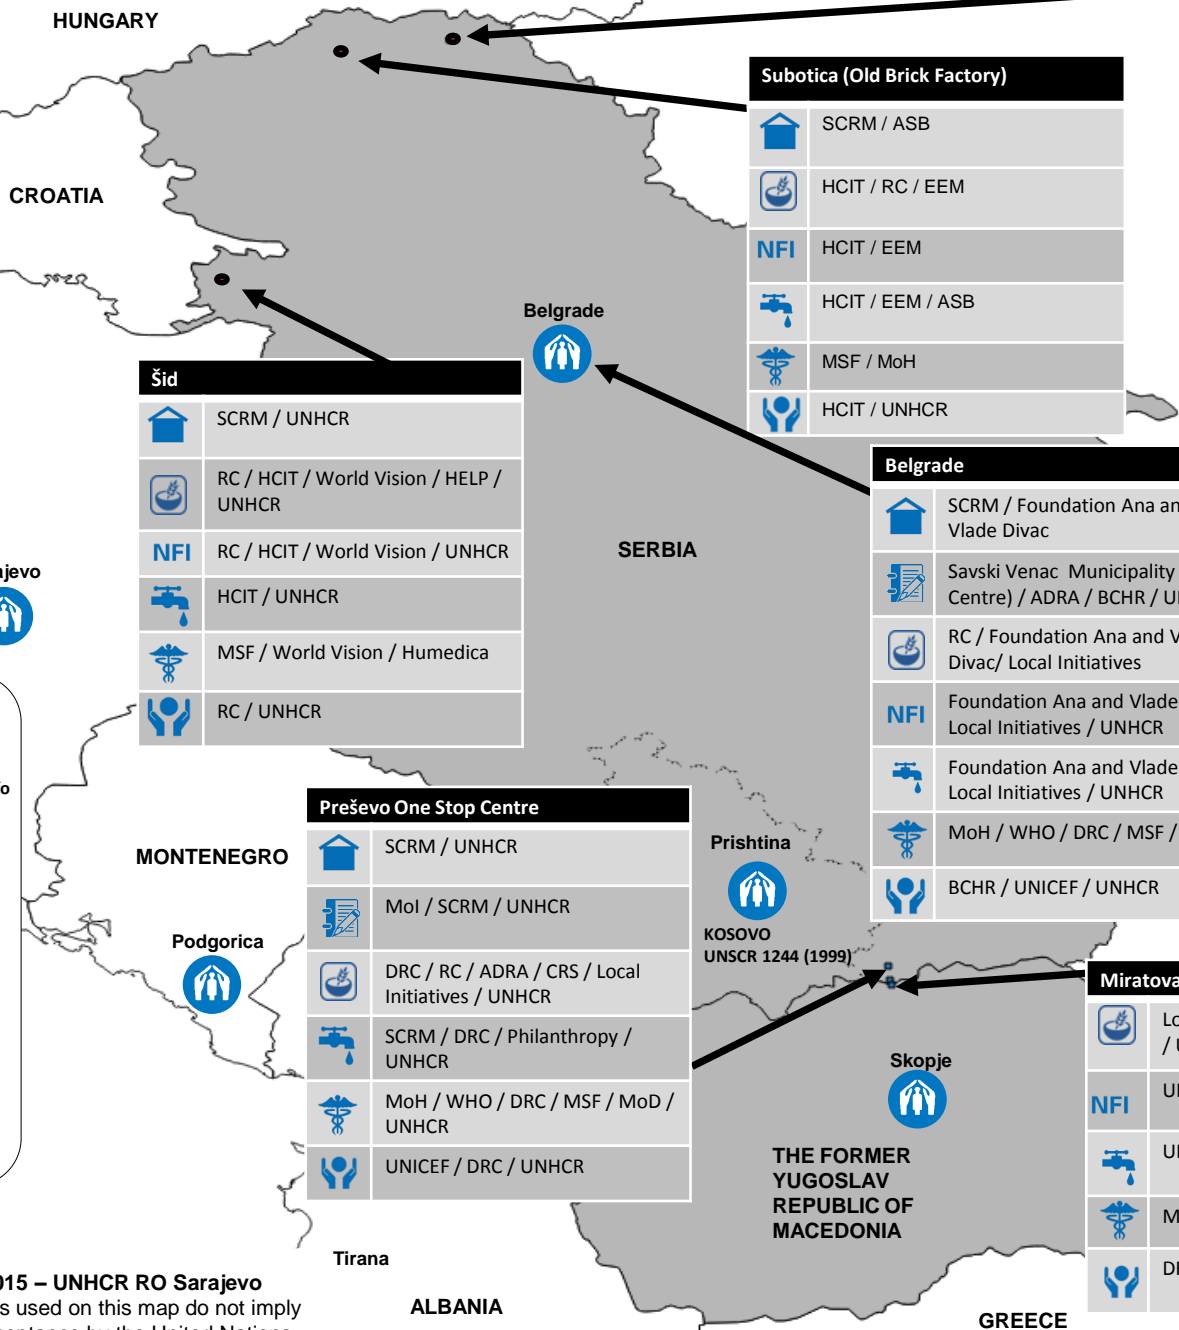 HUNGARY
CROATIA
Subotica (Old Brick Factory)
SCRM / ASB
HCIT / RC / EEM
NFI HCIT / EEM
HCIT / EEM / ASB
MSF / MoH
HCIT / UNHCR
Belgrade
Šid
SCRM / UNHCR
RC / HCIT / World Vision / HELP /
UNHCR
NFI RC / HCIT / World Vision / UNHCR
HCIT / UNHCR
MSF / World Vision / Humedica
RC / UNHCR
SERBIA
Belgrade
SCRM / Foundation Ana
Vlade Divac
Savski Venac Municipality
Centre) / ADRA / BCHR /
RC / Foundation Ana and
Divac/ Local Initiatives
NFI Foundation Ana and Vlade
Local Initiatives / UNHCR
Foundation Ana and Vlade
Local Initiatives / UNHCR
MoH / WHO / DRC / MSF /
BCHR / UNICEF / UNHCR
Preševo One Stop Centre
SCRM / UNHCR
MoI / SCRM / UNHCR
DRC / RC / ADRA / CRS / Local
Initiatives / UNHCR
SCRM / DRC / Philanthropy /
UNHCR
MoH / WHO / DRC / MSF / MoD /
UNHCR
UNICEF / DRC / UNHCR
MONTENEGRO
Podgorica
Prishtina
KOSOVO
UNSCR 1244 (1999)
Skopje
THE FORMER
YUGOSLAV
REPUBLIC OF
MACEDONIA
NFI
Tirana
ALBANIA
GREECE
– UNHCR RO Sarajevo
used on this map do not imply
by the United Nations